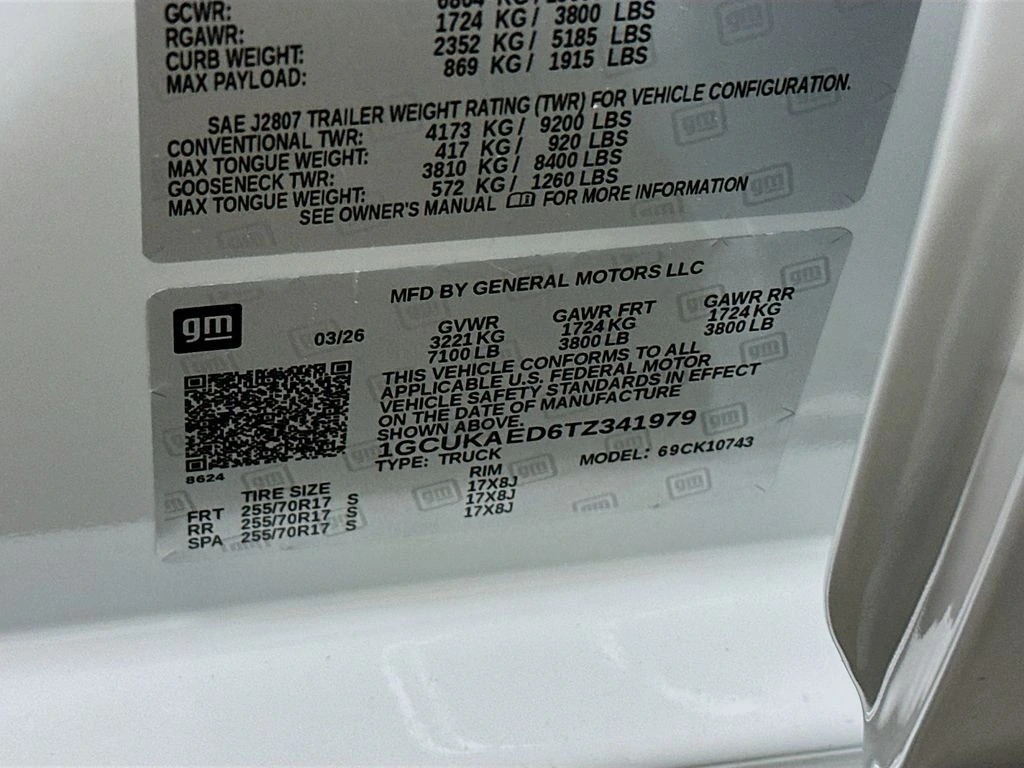 GCWR:
RGAWR: 1724 KG/ 3800 LBS
CURB WEIGHT: 2352 KG/ 5185 LBS
MAX PAYLOAD: 869 KG/ 1915 LBS
SAE J2807 TRAILER WEIGHT RATING (TWR) FOR VEHICLE CONFIGURATION.
CONVENTIONAL TWR: 4173 KG/ 9200 LBS
MAX TONGUE WEIGHT: 417 KG/ 920 LBS
GOOSENECK TWR: 3810 KG/ 8400 LBS
MAX TONGUE WEIGHT: 572 KG/ 1260 LBS
SEE OWNER'S MANUAL FOR MORE INFORMATION
gm
MFD BY GENERAL MOTORS LLC
03/26
GVWR GAWR FRT GAWR RR
3221 KG 1724 KG 1724 KG
7100 LB 3800 LB 3800 LB
THIS VEHICLE CONFORMS TO ALL
APPLICABLE U.S. FEDERAL MOTOR
VEHICLE SAFETY STANDARDS IN EFFECT
ON THE DATE OF MANUFACTURE
SHOWN ABOVE.
1GCUKAED6TZ341979
TYPE: TRUCK MODEL: 69CK10743
8624
TIRE SIZE RIM
FRT 255/70R17 S 17X8J
RR 255/70R17 S 17X8J
SPA 255/70R17 S 17X8J